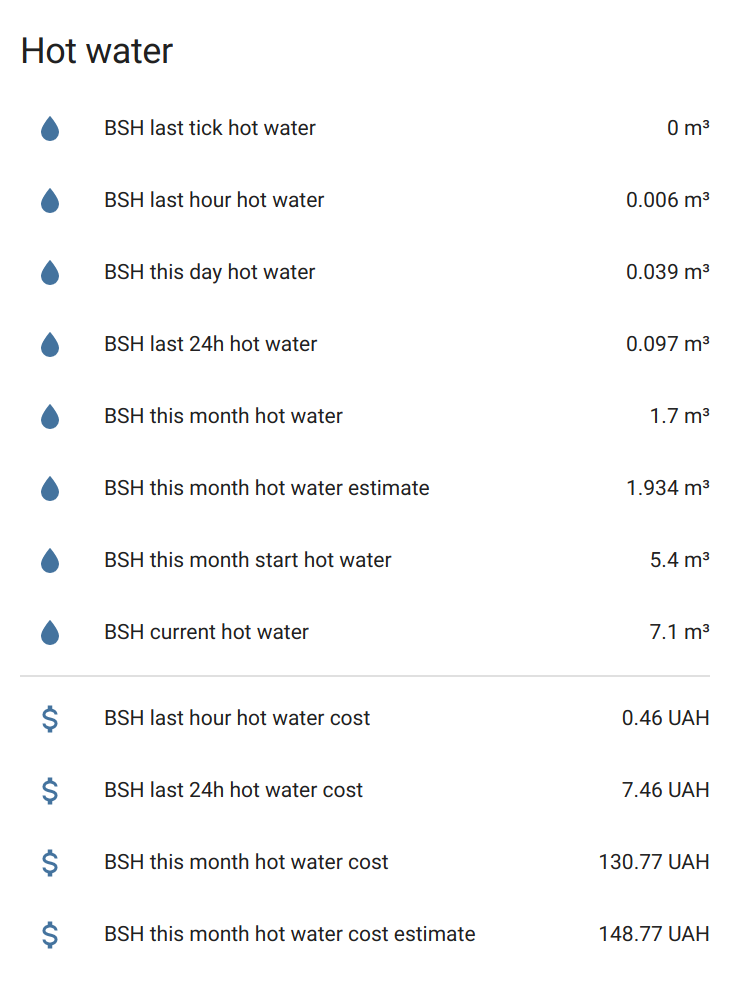 Hot water
BSH last tick hot water 0 m³
BSH last hour hot water 0.006 m³
BSH this day hot water 0.039 m³
BSH last 24h hot water 0.097 m³
BSH this month hot water 1.7 m³
BSH this month hot water estimate 1.934 m³
BSH this month start hot water 5.4 m³
BSH current hot water 7.1 m³
BSH last hour hot water cost 0.46 UAH
BSH last 24h hot water cost 7.46 UAH
BSH this month hot water cost 130.77 UAH
BSH this month hot water cost estimate 148.77 UAH